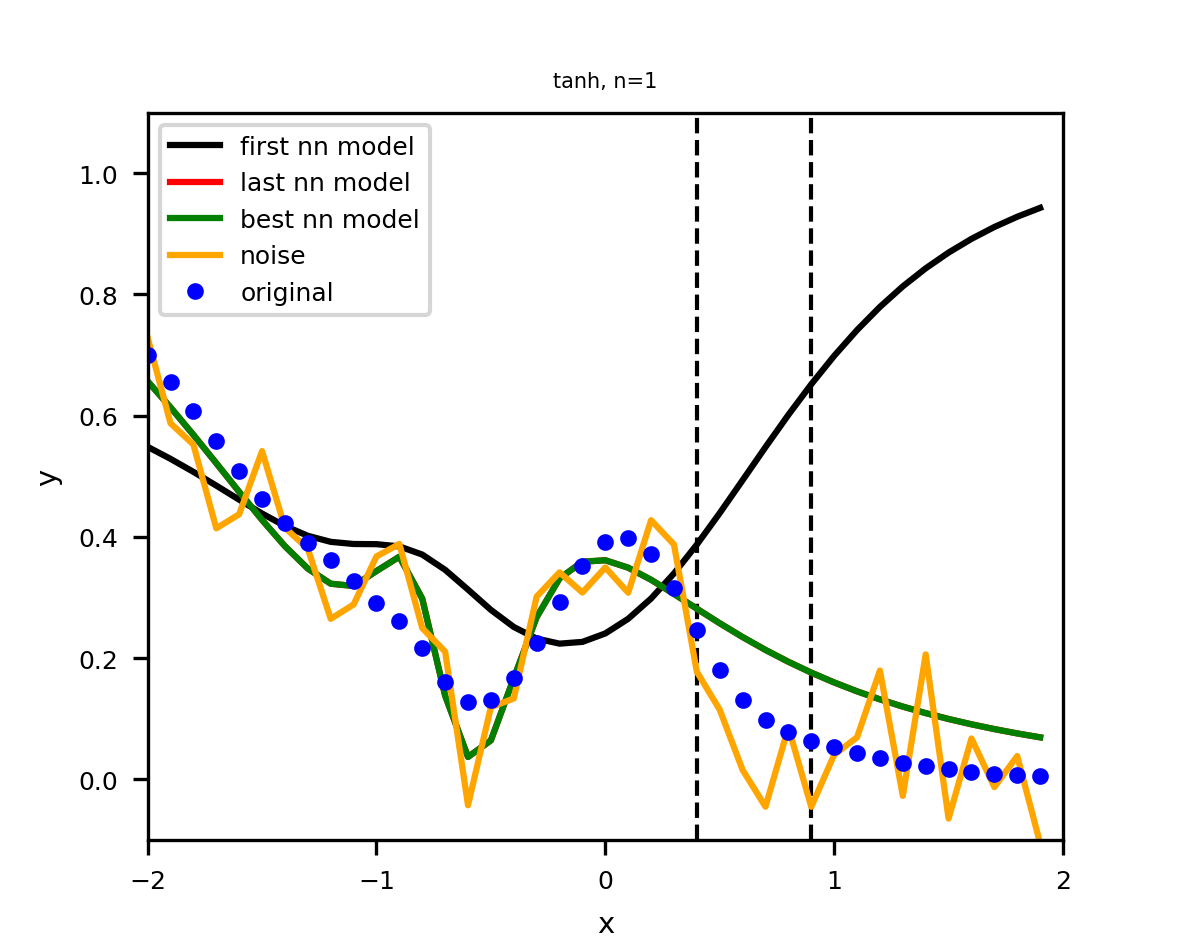 tanh, n=1
first nn model
last nn model
best nn model
noise
original
1.0
0.8
0.6
0.4
0.2
0.0
y
−2 −1 0 1 2
x